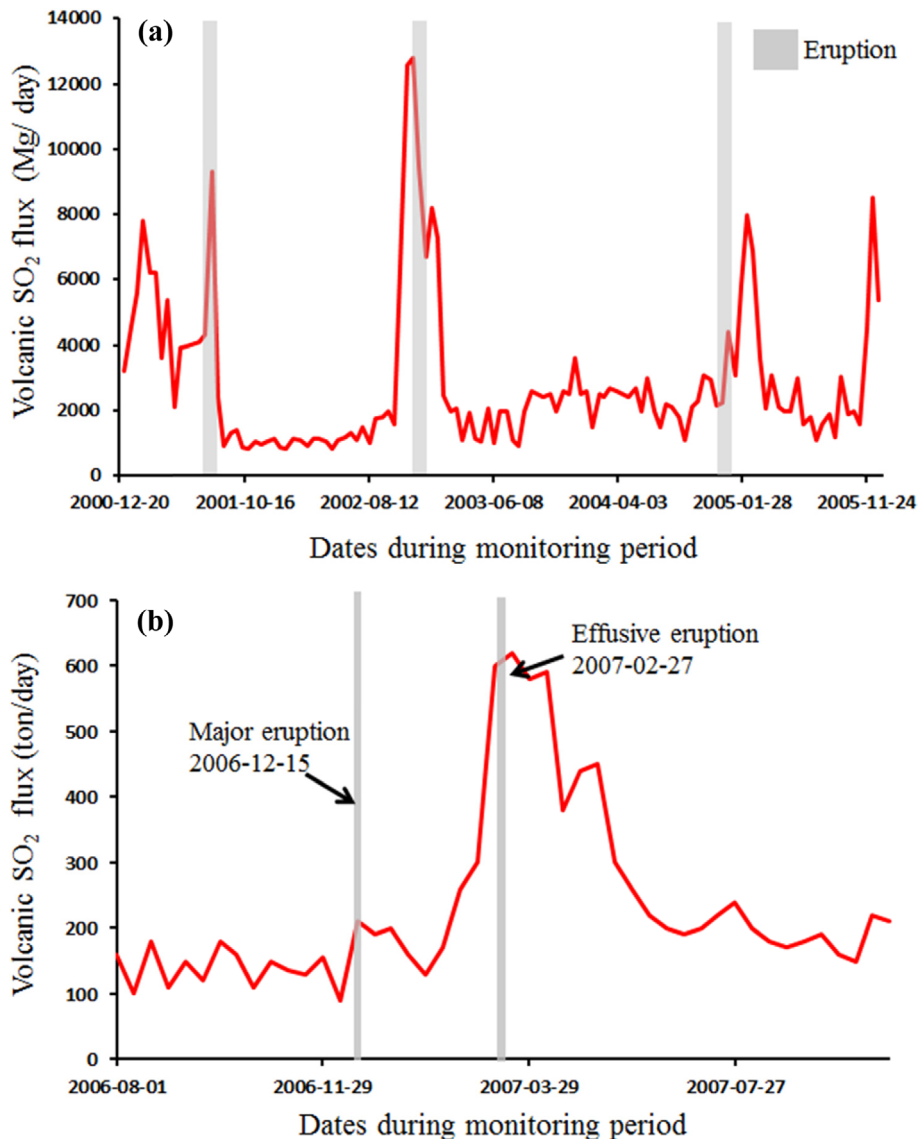 (a)
Eruption
Volcanic SO2 flux (Mg/ day)
14000
12000
10000
8000
6000
4000
2000
0
2000-12-20 2001-10-16 2002-08-12 2003-06-08 2004-04-03 2005-01-28 2005-11-24
Dates during monitoring period
(b)
Effusive eruption
2007-02-27
Major eruption
2006-12-15
Volcanic SO2 flux (ton/day)
700
600
500
400
300
200
100
0
2006-08-01 2006-11-29 2007-03-29 2007-07-27
Dates during monitoring period